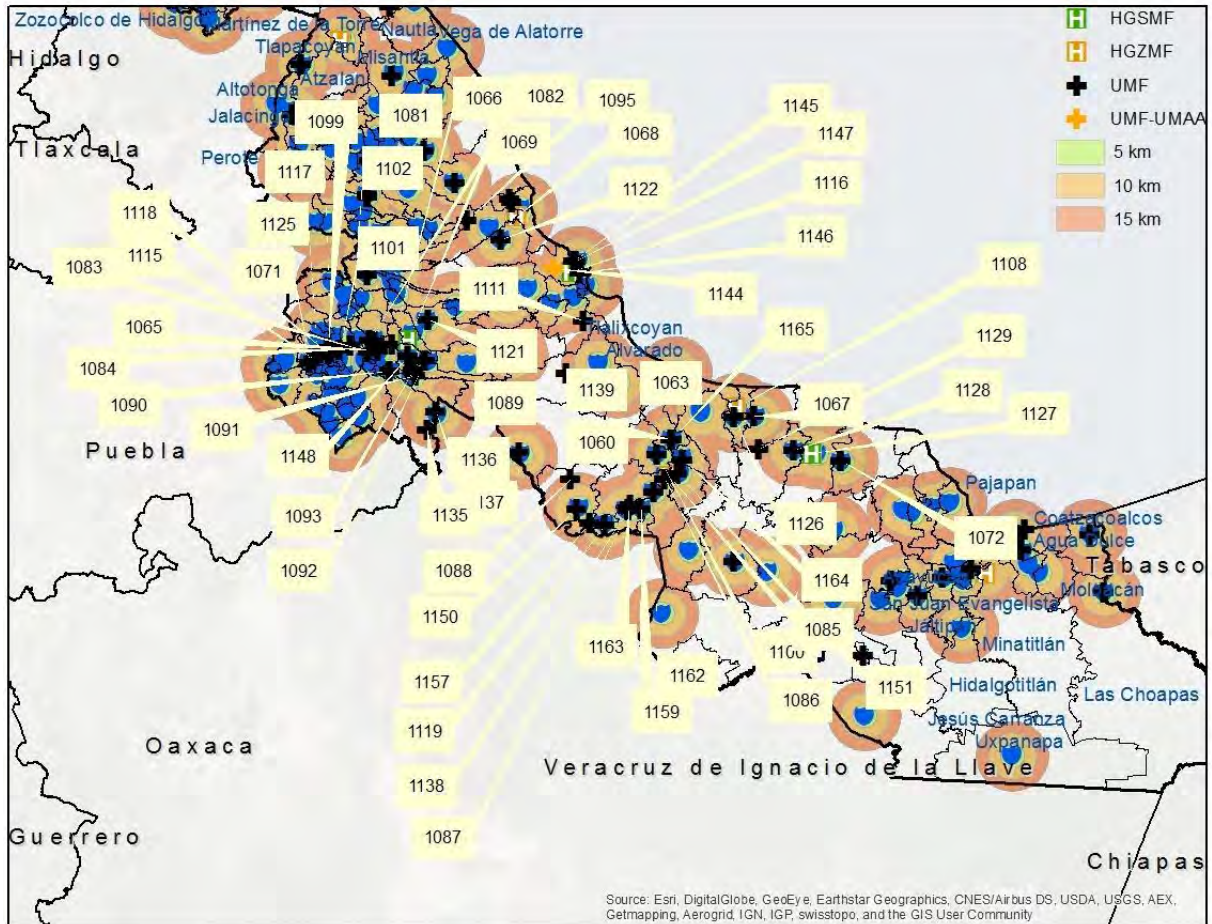 Zozocolco de Hidalgo
Martínez de la Torre
Nautla
Vega de Alatorre
HGSMF
HGZMF
UMF
UMF-UMAA
5 km
10 km
15 km
Hidalgo
Tlapacoyan
Misantla
Atzalan
Altotonga
Jalacingo
Tlaxcala
Perote
1099
1081
1066
1082
1095
1145
1069
1068
1147
1117
1102
1122
1116
1118
1125
1101
1146
1083
1115
1071
1111
1144
1108
1065
Tlalixcoyan
Alvarado
1165
1129
1084
1121
1139
1063
1128
1090
1089
1067
1127
1091
1060
Puebla
1148
1136
1093
1135
137
Pajapan
1126
1072
Coatzacoalcos
Agua Dulce
1092
1088
1164
Tabasco
Moloacán
San Juan Evangelista
Jáltipan
1150
1163
1085
Minatitlán
1157
1162
1086
1151
Hidalgotitlán
Las Choapas
1159
1119
Jesús Carranza
Uxpanapa
Oaxaca
Veracruz de Ignacio de la Llave
1138
1087
Guerrero
Chiapas
Source: Esri, DigitalGlobe, GeoEye, Earthstar Geographics, CNES/Airbus DS, USDA, USGS, AEX,
Getmapping, Aerogrid, IGN, IGP, swisstopo, and the GIS User Community